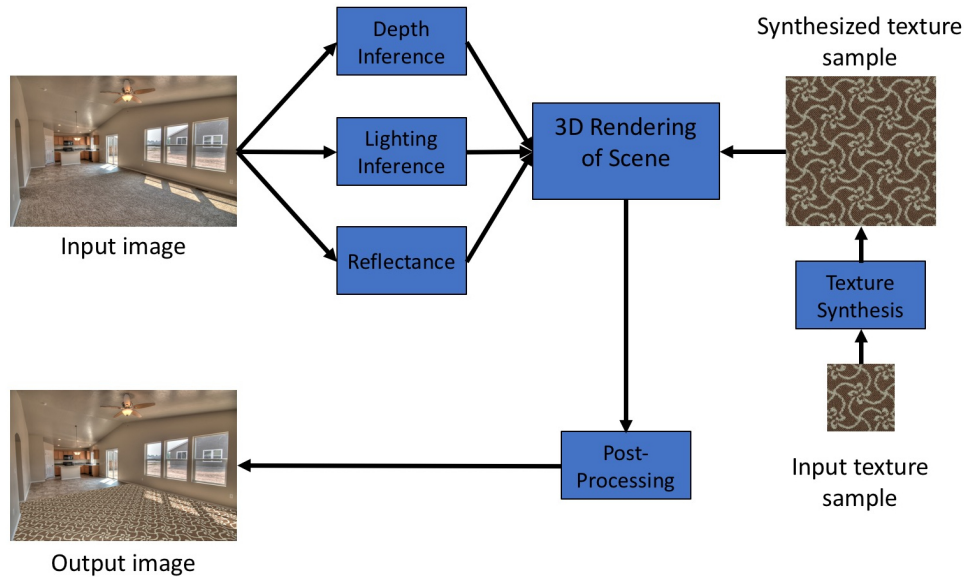 Depth
Inference
Synthesized texture
sample
Lighting
Inference
3D Rendering
of Scene
Input image
Reflectance
Texture
Synthesis
Post-
Processing
Input texture
sample
Output image